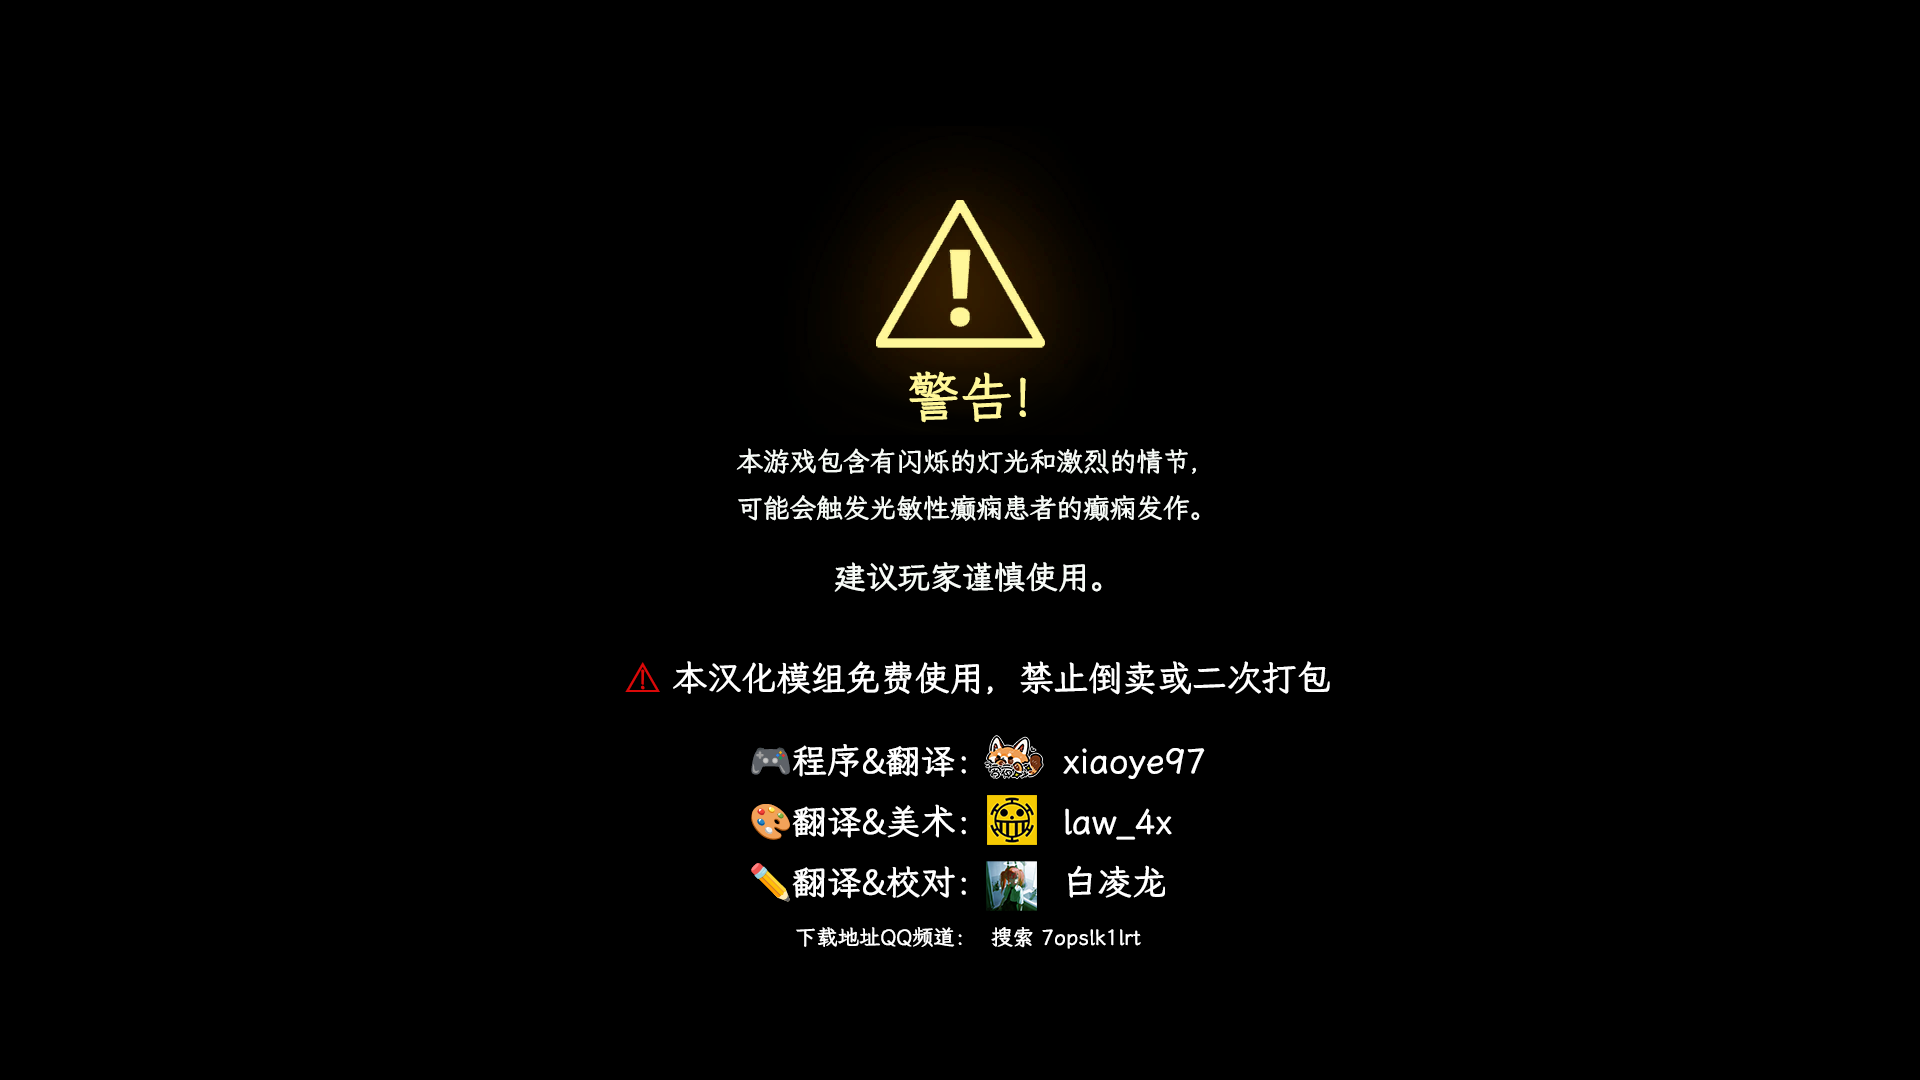 警告！
本游戏包含有闪烁的灯光和激烈的情节，
可能会触发光敏性癫痫患者的癫痫发作。
建议玩家谨慎使用。
本汉化模组免费使用，禁止倒卖或二次打包
程序&翻译： xiaoye97
翻译&美术： law_4x
翻译&校对： 白凌龙
下载地址QQ频道： 搜索 7opslk1lrt